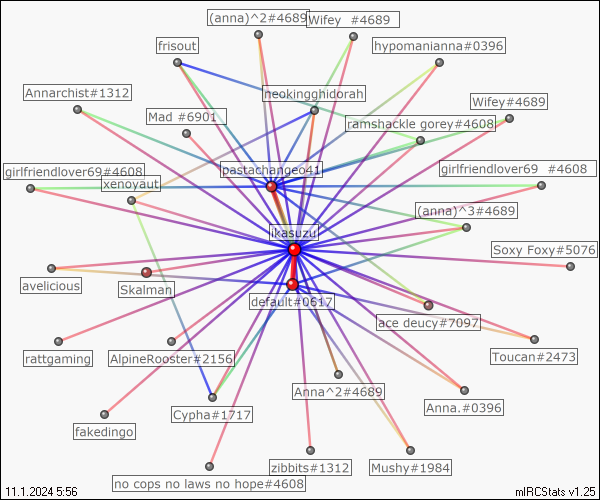 (anna)^2#4689
Wifey #4689
frisout
hypomanianna#0396
Annarchist#1312
neokingghidorah
Wifey#4689
Mad #6901
ramshackle gorey#4608
girlfriendlover69#4608
pastachangeo41
girlfriendlover69 #4608
xenoyaut
(anna)^3#4689
ikasuzu
Soxy Foxy#5076
avelicious
Skalman
default#0617
ace deucy#7097
rattgaming
AlpineRooster#2156
Toucan#2473
Anna^2#4689
Anna.#0396
Cypha#1717
fakedingo
zibbits#1312
Mushy#1984
no cops no laws no hope#4608
11.1.2024 5:56
mIRCStats v1.25